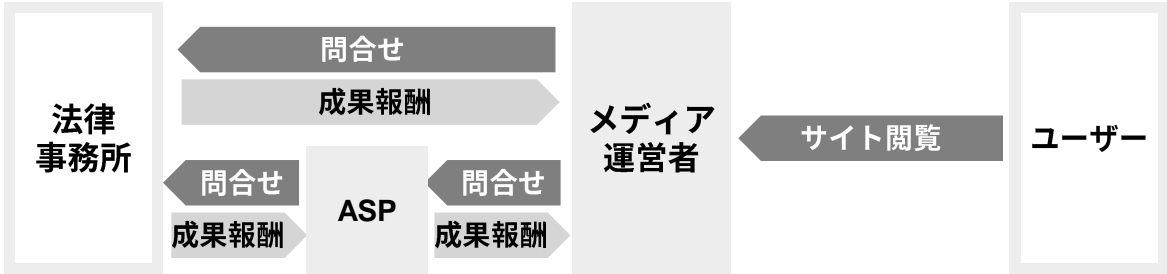 法律
事務所
問合せ
成果報酬
問合せ
成果報酬
ASP
問合せ
成果報酬
メディア
運営者
サイト閲覧
ユーザー